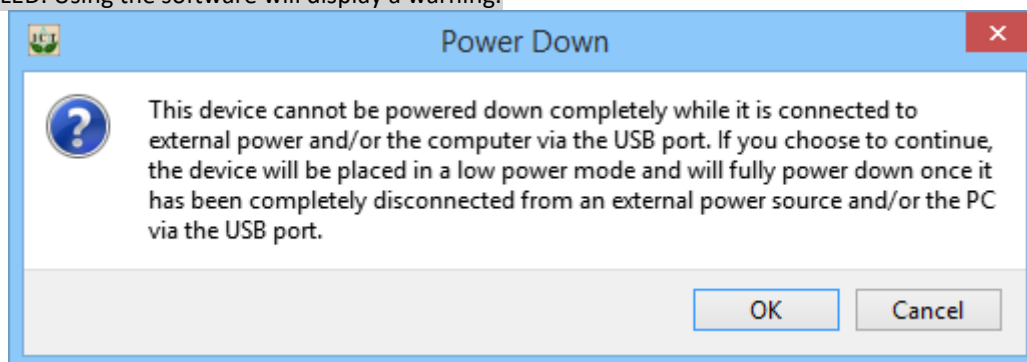 LED. Using the software will display a warning.
ICT
Power Down
This device cannot be powered down completely while it is connected to
external power and/or the computer via the USB port. If you choose to continue,
the device will be placed in a low power mode and will fully power down once it
has been completely disconnected from an external power source and/or the PC
via the USB port.
OK Cancel